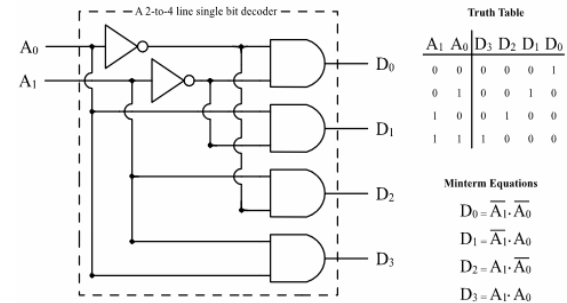 A 2-to-4 line single bit decoder
A₀
A₁
D₀
D₁
D₂
D₃
Truth Table
A₁ A₀ D₃ D₂ D₁ D₀
0 0 0 0 0 1
0 1 0 0 1 0
1 0 0 1 0 0
1 1 1 0 0 0
Minterm Equations
D₀ = A̅₁·A̅₀
D₁ = A̅₁·A₀
D₂ = A₁·A̅₀
D₃ = A₁·A₀